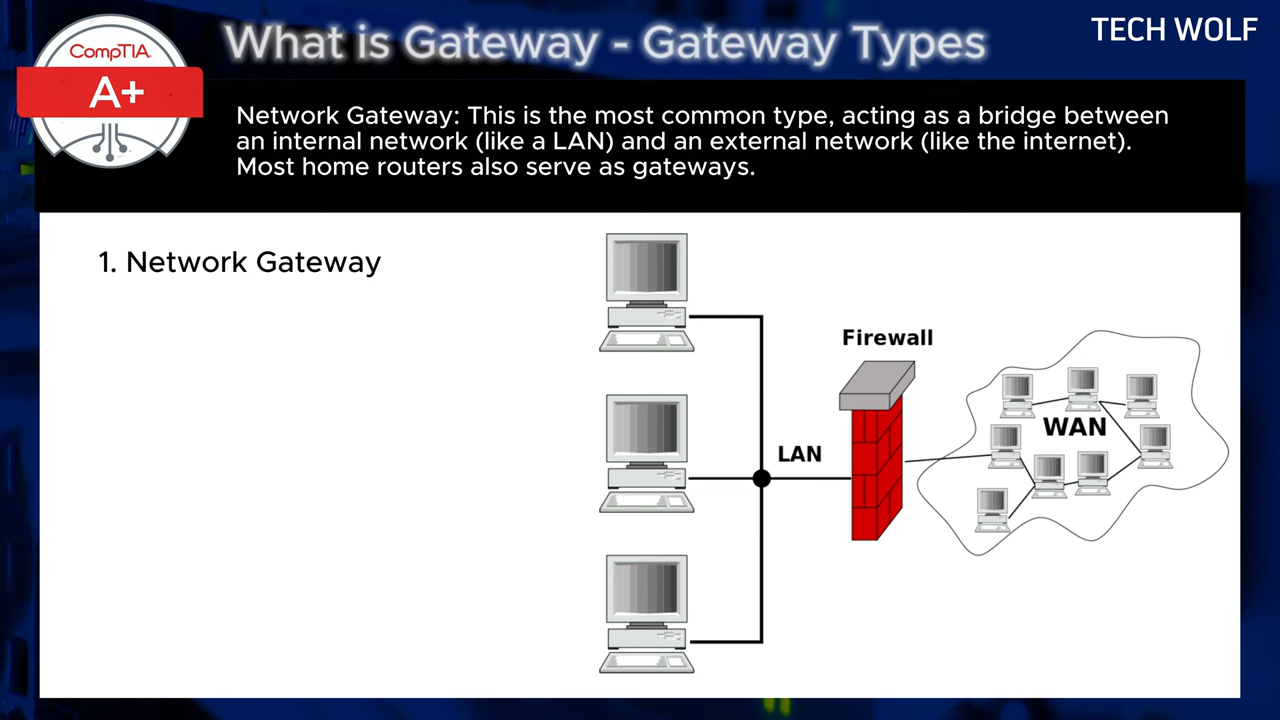 What is Gateway - Gateway Types
TECH WOLF
CompTIA.
A+
Network Gateway: This is the most common type, acting as a bridge between
an internal network (like a LAN) and an external network (like the internet).
Most home routers also serve as gateways.
1. Network Gateway
Firewall
WAN
LAN